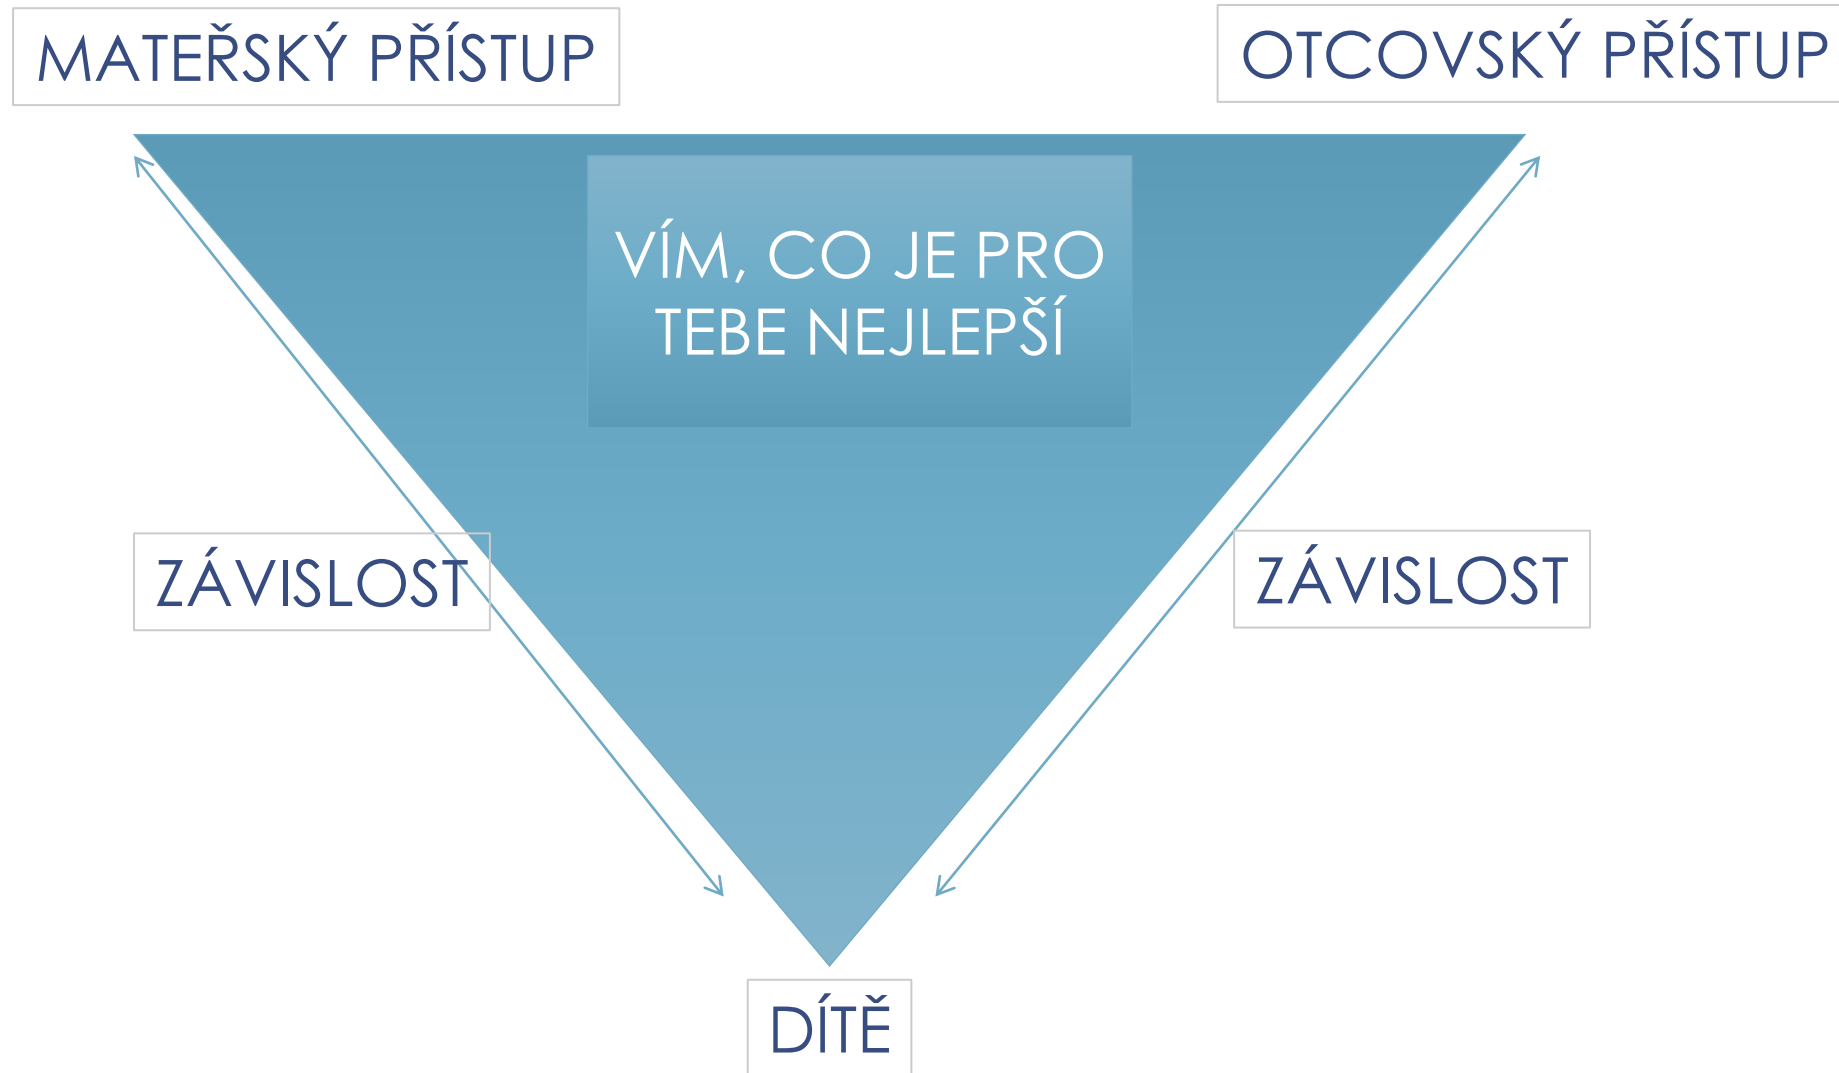 MATEŘSKÝ PŘÍSTUP
OTCOVSKÝ PŘÍSTUP
VÍM, CO JE PRO
TEBE NEJLEPŠÍ
ZÁVISLOST
ZÁVISLOST
DÍTĚ